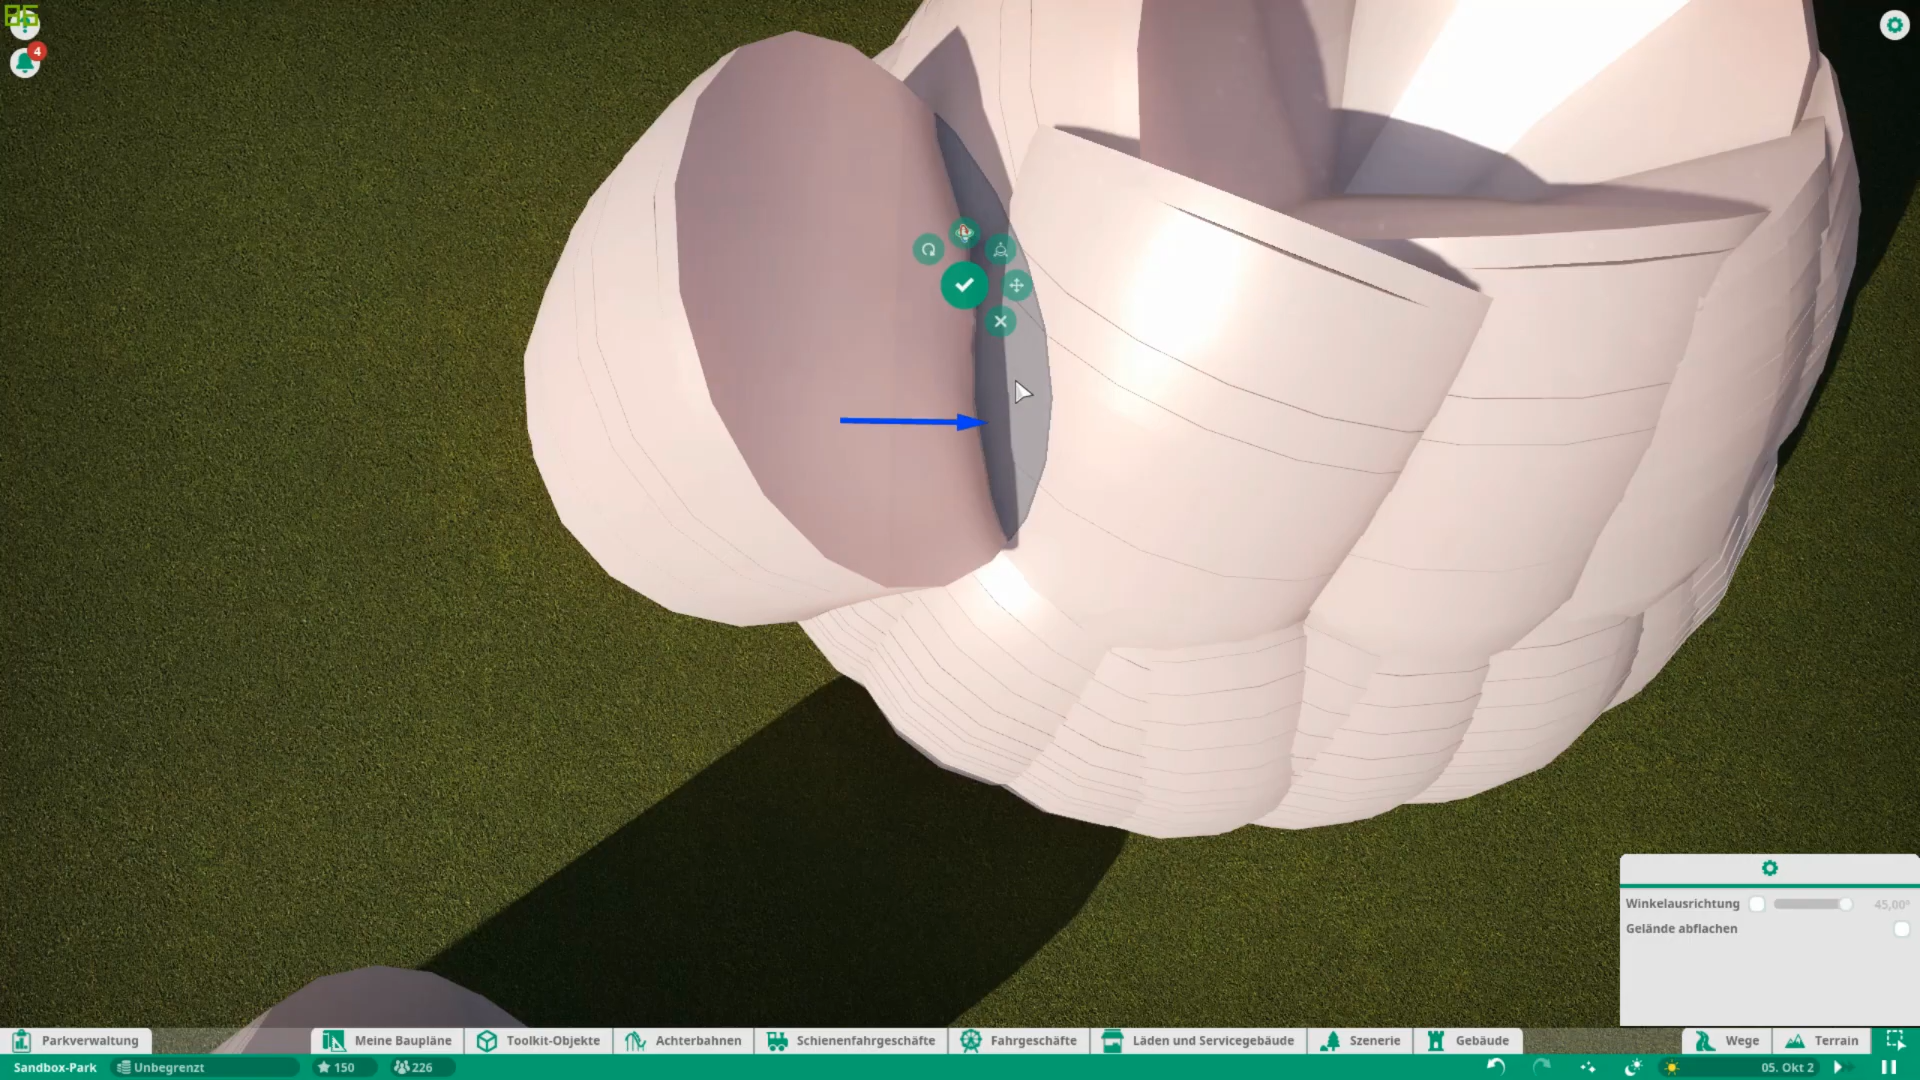 86
4
Winkelausrichtung 45,00°
Gelände abflachen
Parkverwaltung Meine Baupläne Toolkit-Objekte Achterbahnen Schienenfahrgeschäfte Fahrgeschäfte Läden und Servicegebäude Szenerie Gebäude Wege Terrain
Sandbox-Park Unbegrenzt 150 226 05. Okt 2